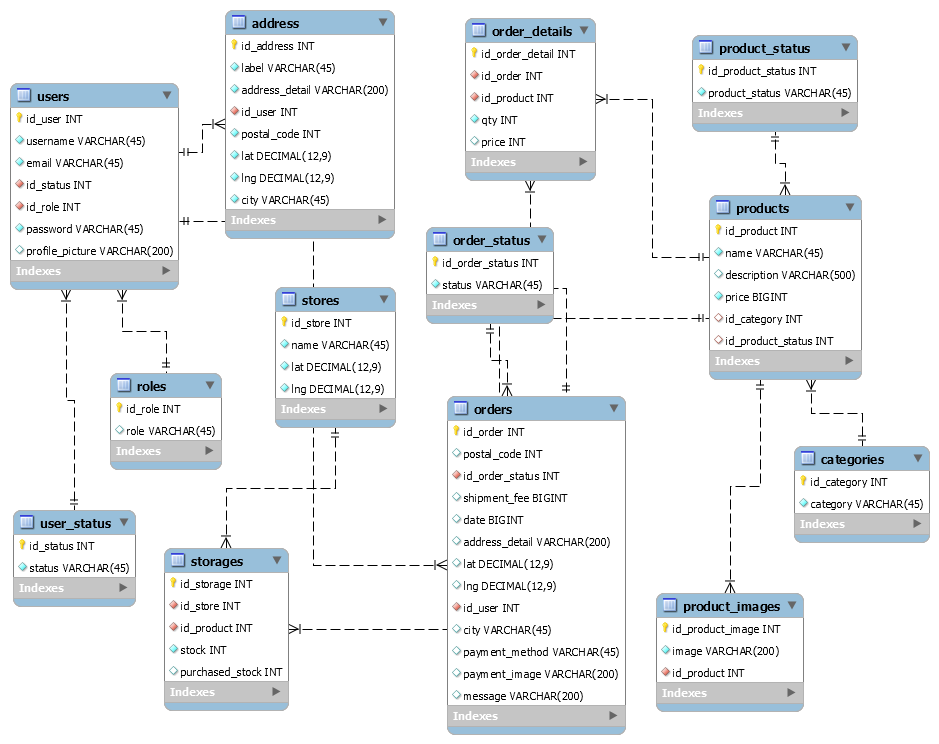 address
id_address INT
label VARCHAR(45)
address_detail VARCHAR(200)
id_user INT
postal_code INT
lat DECIMAL(12,9)
lng DECIMAL(12,9)
city VARCHAR(45)
Indexes
order_details
id_order_detail INT
id_order INT
id_product INT
qty INT
price INT
Indexes
product_status
id_product_status INT
product_status VARCHAR(45)
Indexes
users
id_user INT
username VARCHAR(45)
email VARCHAR(45)
id_status INT
id_role INT
password VARCHAR(45)
profile_picture VARCHAR(200)
Indexes
order_status
id_order_status INT
status VARCHAR(45)
Indexes
products
id_product INT
name VARCHAR(45)
description VARCHAR(500)
price BIGINT
id_category INT
id_product_status INT
Indexes
stores
id_store INT
name VARCHAR(45)
lat DECIMAL(12,9)
lng DECIMAL(12,9)
Indexes
roles
id_role INT
role VARCHAR(45)
Indexes
orders
id_order INT
postal_code INT
id_order_status INT
shipment_fee BIGINT
date BIGINT
address_detail VARCHAR(200)
lat DECIMAL(12,9)
lng DECIMAL(12,9)
id_user INT
city VARCHAR(45)
payment_method VARCHAR(45)
payment_image VARCHAR(200)
message VARCHAR(200)
Indexes
categories
id_category INT
category VARCHAR(45)
Indexes
user_status
id_status INT
status VARCHAR(45)
Indexes
storages
id_storage INT
id_store INT
id_product INT
stock INT
purchased_stock INT
Indexes
product_images
id_product_image INT
image VARCHAR(200)
id_product INT
Indexes